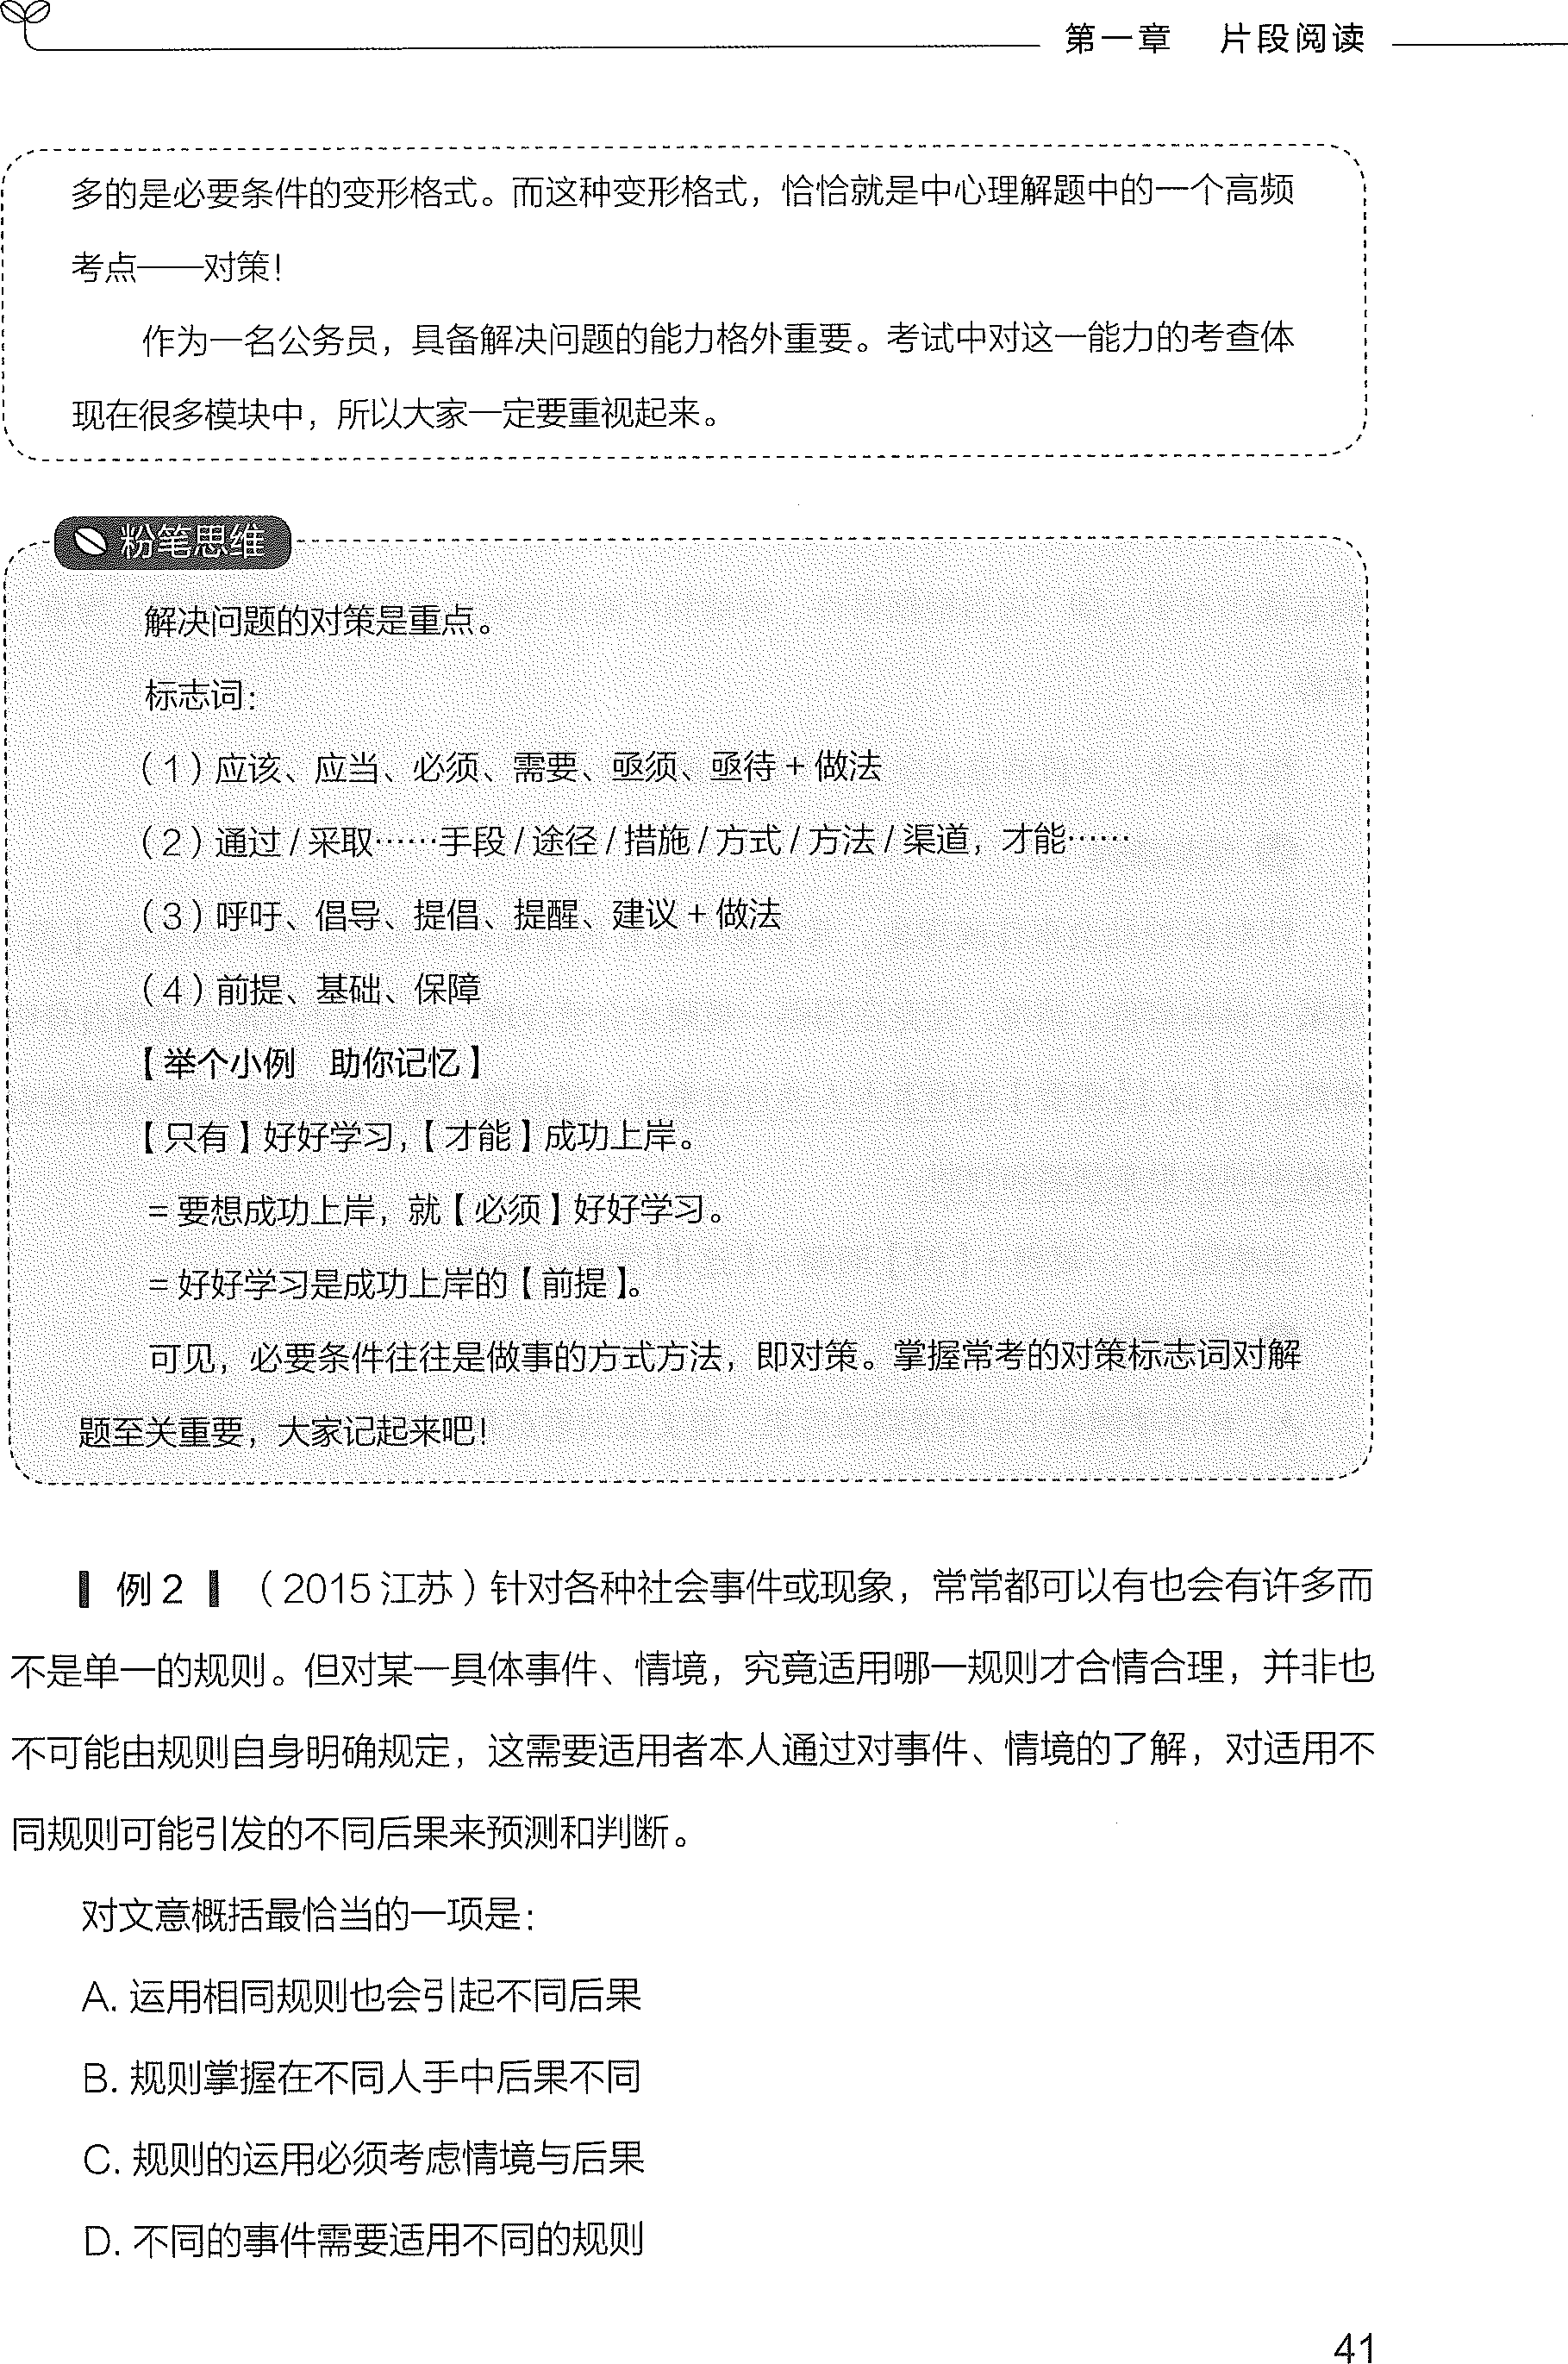 第一章 片段阅读
多的是必要条件的变形格式。而这种变形格式，恰恰就是中心理解题中的一个高频
考点——对策！
作为一名公务员，具备解决问题的能力格外重要。考试中对这一能力的考查体
现在很多模块中，所以大家一定要重视起来。
粉笔思维
解决问题的对策是重点。
标志词：
（1）应该、应当、必须、需要、亟须、亟待 + 做法
（2）通过 / 采取……手段 / 途径 / 措施 / 方式 / 方法 / 渠道，才能……
（3）呼吁、倡导、提倡、提醒、建议 + 做法
（4）前提、基础、保障
【举个小例 助你记忆】
【只有】好好学习，【才能】成功上岸。
= 要想成功上岸，就【必须】好好学习。
= 好好学习是成功上岸的【前提】。
可见，必要条件往往是做事的方式方法，即对策。掌握常考的对策标志词对解
题至关重要，大家记起来吧！
例 2 （2015 江苏）针对各种社会事件或现象，常常都可以有也会有许多而
不是单一的规则。但对某一具体事件、情境，究竟适用哪一规则才合情合理，并非也
不可能由规则自身明确规定，这需要适用者本人通过对事件、情境的了解，对适用不
同规则可能引发的不同后果来预测和判断。
对文意概括最恰当的一项是：
A. 运用相同规则也会引起不同后果
B. 规则掌握在不同人手中后果不同
C. 规则的运用必须考虑情境与后果
D. 不同的事件需要适用不同的规则
41